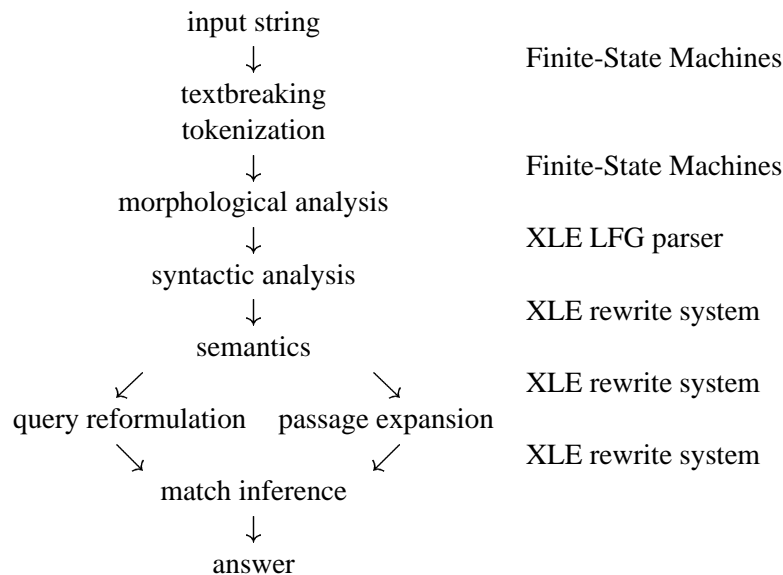 input string
Finite-State Machines
textbreaking
tokenization
Finite-State Machines
morphological analysis
XLE LFG parser
syntactic analysis
XLE rewrite system
semantics
XLE rewrite system
query reformulation passage expansion
XLE rewrite system
match inference
answer